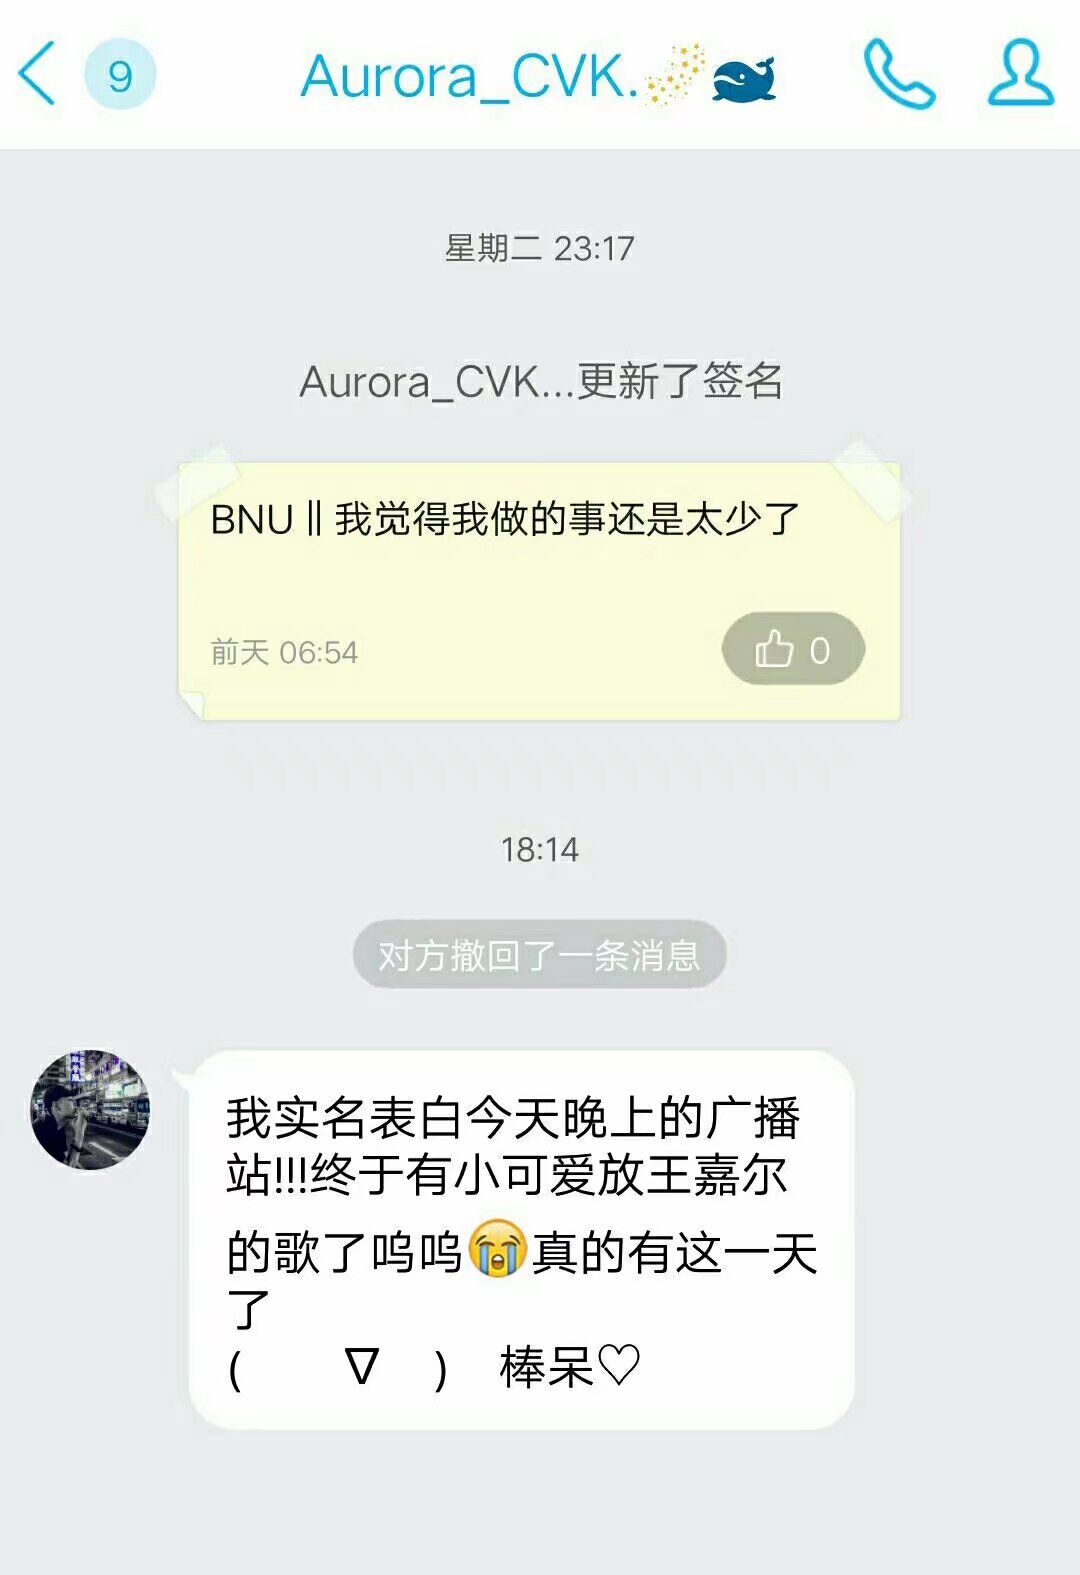 9
Aurora_CVK.
星期二 23:17
Aurora_CVK...更新了签名
BNU || 我觉得我做的事还是太少了
前天 06:54
0
18:14
对方撤回了一条消息
我实名表白今天晚上的广播
站!!!终于有小可爱放王嘉尔
的歌了呜呜😭真的有这一天
了
(　　∇　)　棒呆♡